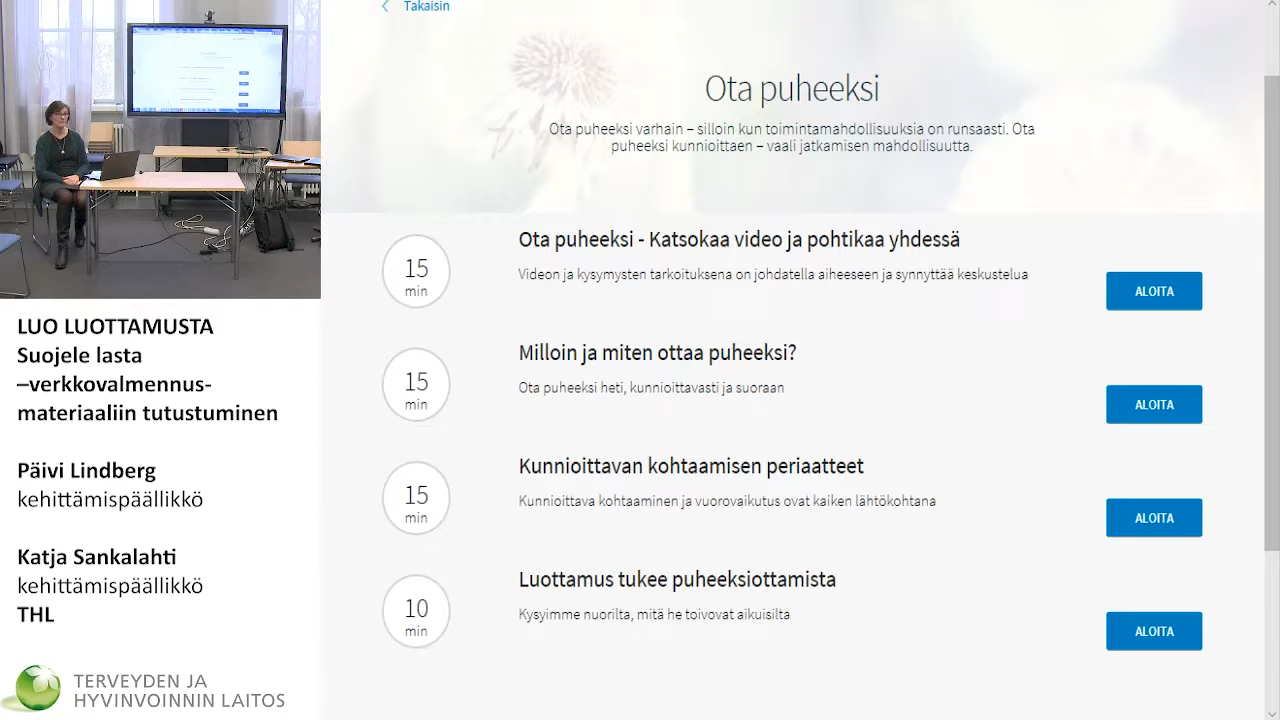 Takaisin
Ota puheeksi
Ota puheeksi varhain – silloin kun toimintamahdollisuuksia on runsaasti. Ota
puheeksi kunnioittaen – vaali jatkamisen mahdollisuutta.
15
min
Ota puheeksi - Katsokaa video ja pohtikaa yhdessä
Videon ja kysymysten tarkoituksena on johdatella aiheeseen ja synnyttää keskustelua
ALOITA
15
min
Milloin ja miten ottaa puheeksi?
Ota puheeksi heti, kunnioittavasti ja suoraan
ALOITA
15
min
Kunnioittavan kohtaamisen periaatteet
Kunnioittava kohtaaminen ja vuorovaikutus ovat kaiken lähtökohtana
ALOITA
10
min
Luottamus tukee puheeksiottamista
Kysyimme nuorilta, mitä he toivovat aikuisilta
ALOITA
LUO LUOTTAMUSTA
Suojele lasta
–verkkovalmennus-
materiaaliin tutustuminen
Päivi Lindberg
kehittämispäällikkö
Katja Sankalahti
kehittämispäällikkö
THL
TERVEYDEN JA
HYVINVOINNIN LAITOS